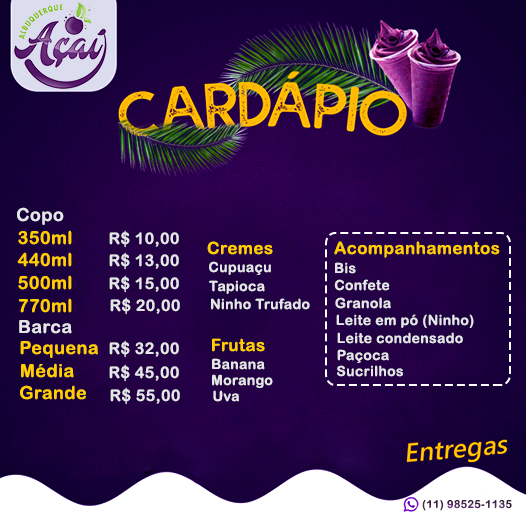 ALBUQUERQUE
Açaí
CARDÁPIO
Copo
350ml R$ 10,00
440ml R$ 13,00
500ml R$ 15,00
770ml R$ 20,00
Barca
Pequena R$ 32,00
Média R$ 45,00
Grande R$ 55,00
Cremes
Cupuaçu
Tapioca
Ninho Trufado
Frutas
Banana
Morango
Uva
Acompanhamentos
Bis
Confete
Granola
Leite em pó (Ninho)
Leite condensado
Paçoca
Sucrilhos
Entregas
(11) 98525-1135